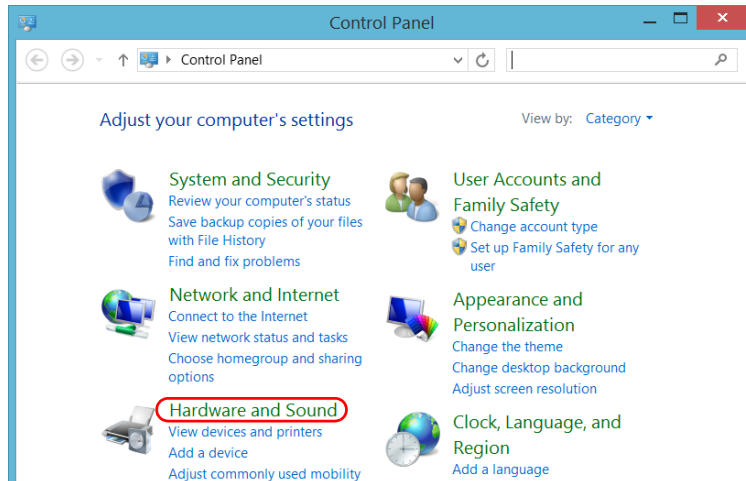 Control Panel
Control Panel
Adjust your computer's settings
View by: Category
System and Security
Review your computer's status
Save backup copies of your files
with File History
Find and fix problems
Network and Internet
Connect to the Internet
View network status and tasks
Choose homegroup and sharing
options
Hardware and Sound
View devices and printers
Add a device
Adjust commonly used mobility
User Accounts and
Family Safety
Change account type
Set up Family Safety for any
user
Appearance and
Personalization
Change the theme
Change desktop background
Adjust screen resolution
Clock, Language, and
Region
Add a language